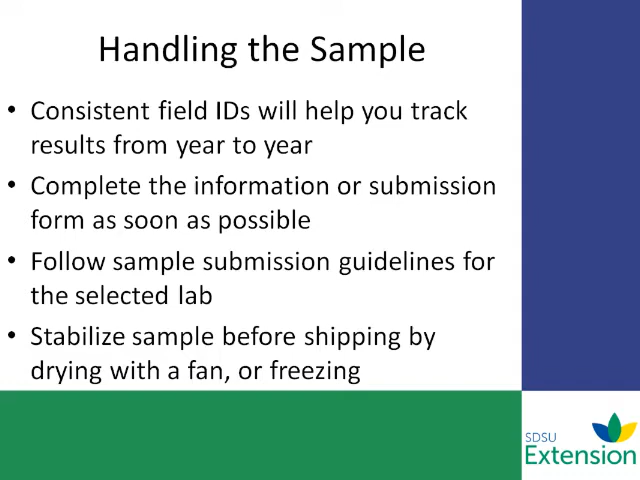 Handling the Sample
• Consistent field IDs will help you track
results from year to year
• Complete the information or submission
form as soon as possible
• Follow sample submission guidelines for
the selected lab
• Stabilize sample before shipping by
drying with a fan, or freezing
SDSU
Extension